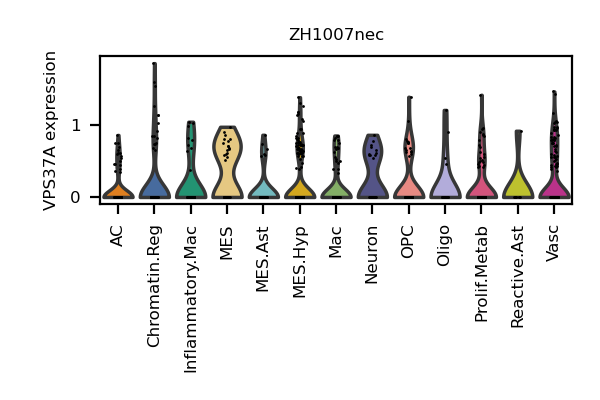 ZH1007nec
VPS37A expression
1
0
AC
Chromatin.Reg
Inflammatory.Mac
MES
MES.Ast
MES.Hyp
Mac
Neuron
OPC
Oligo
Prolif.Metab
Reactive.Ast
Vasc